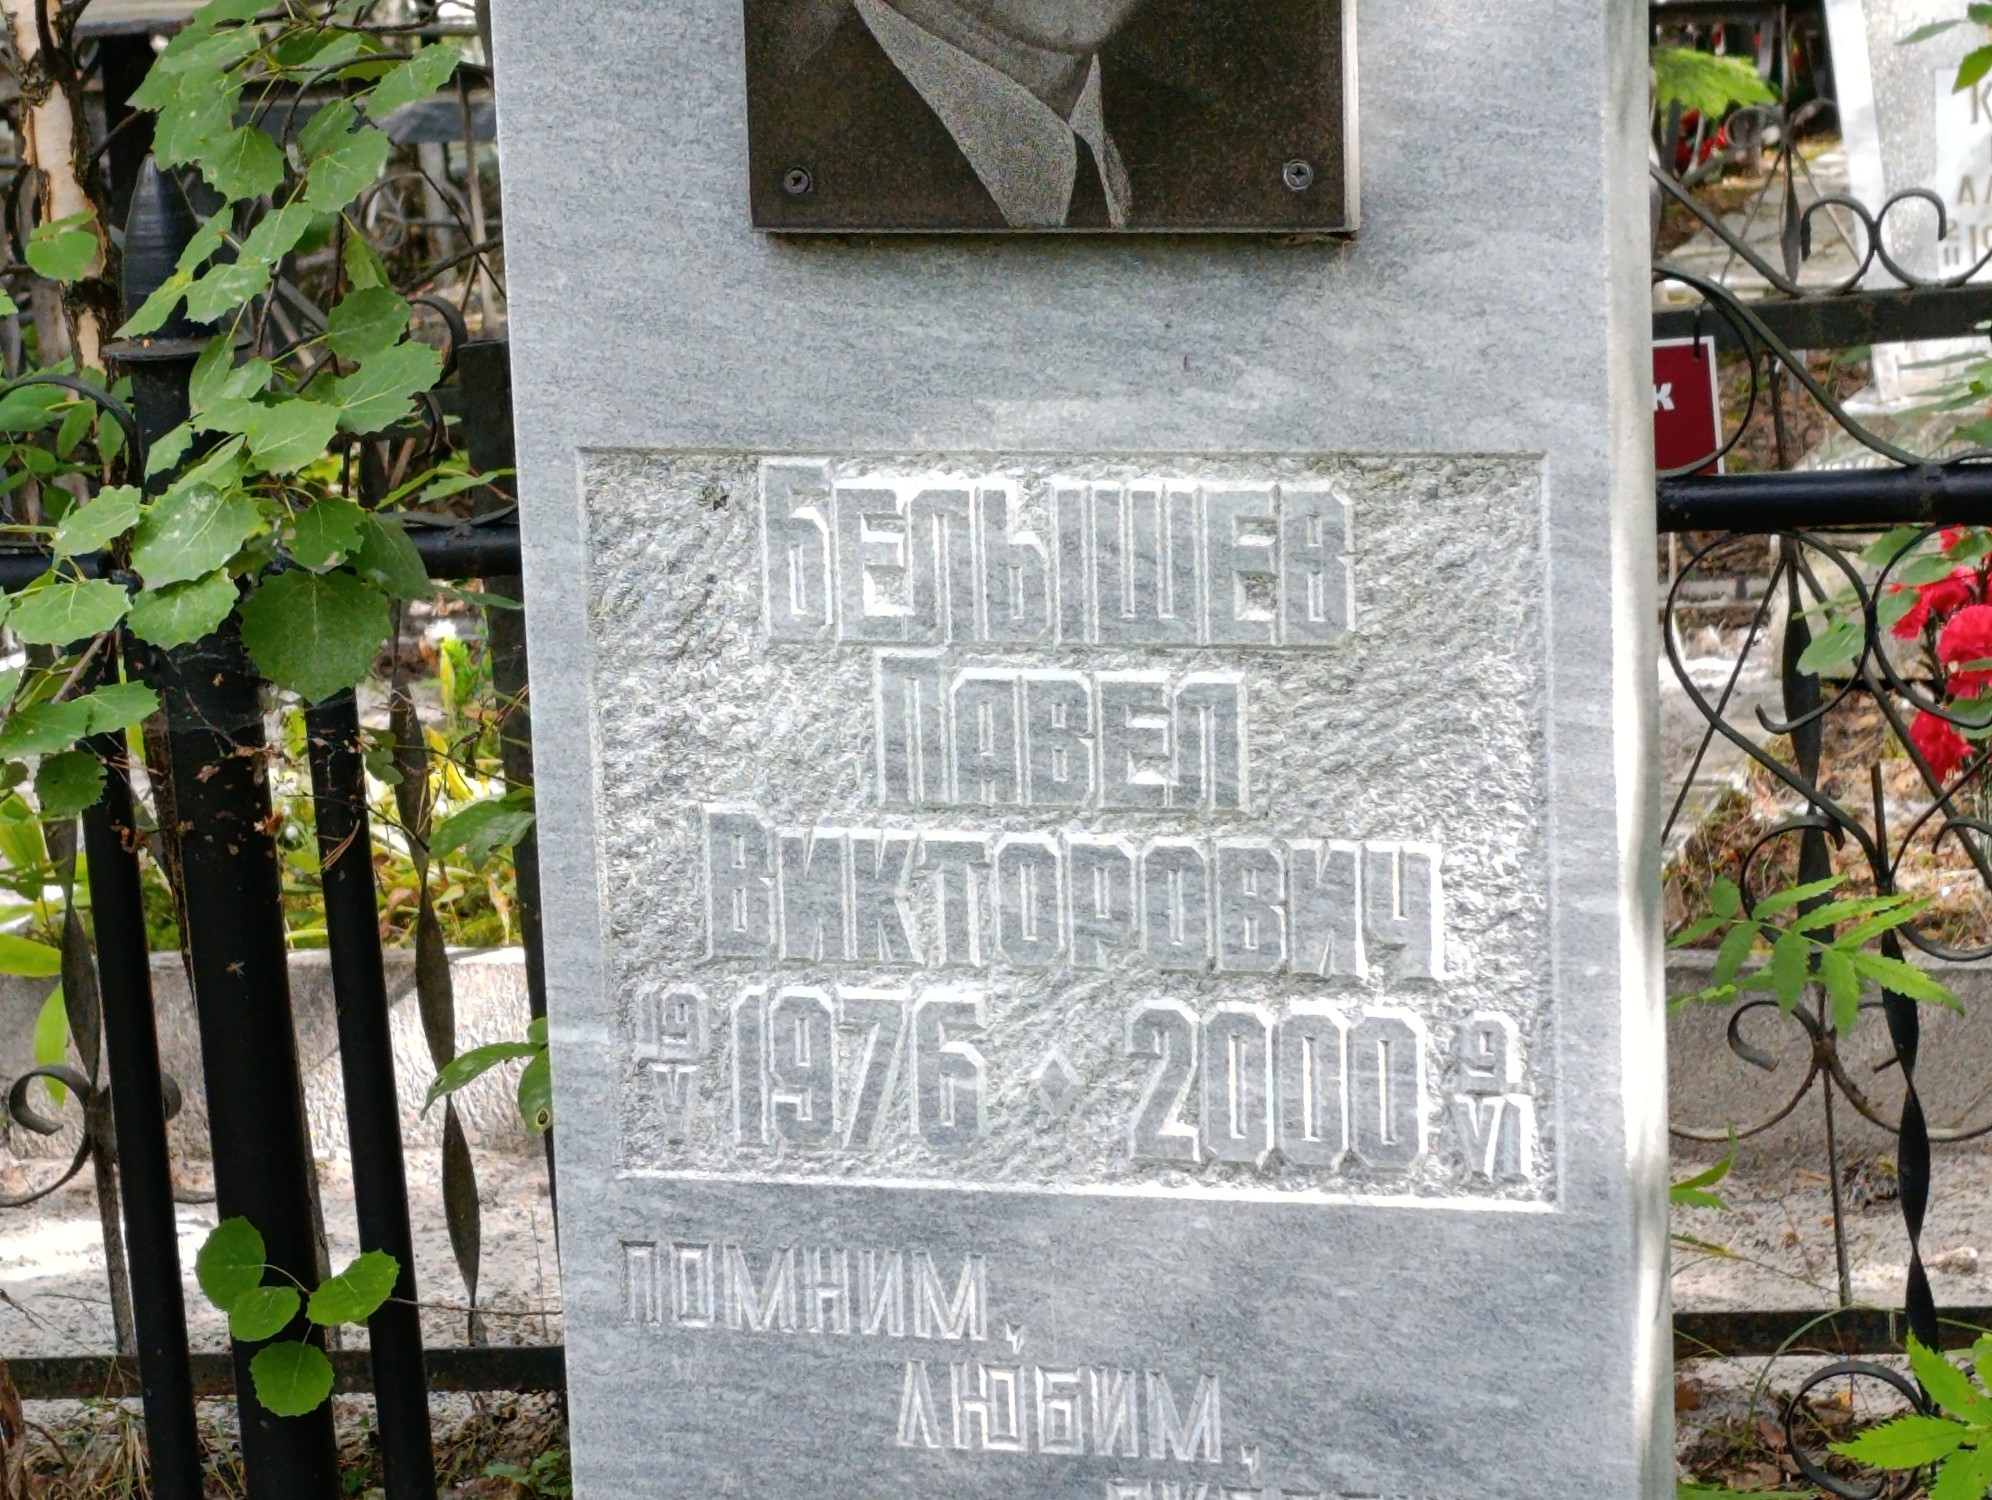 Белышев
Павел
Викторович
19 V 1976 2000 9 VI
ПОМНИМ,
ЛЮБИМ,